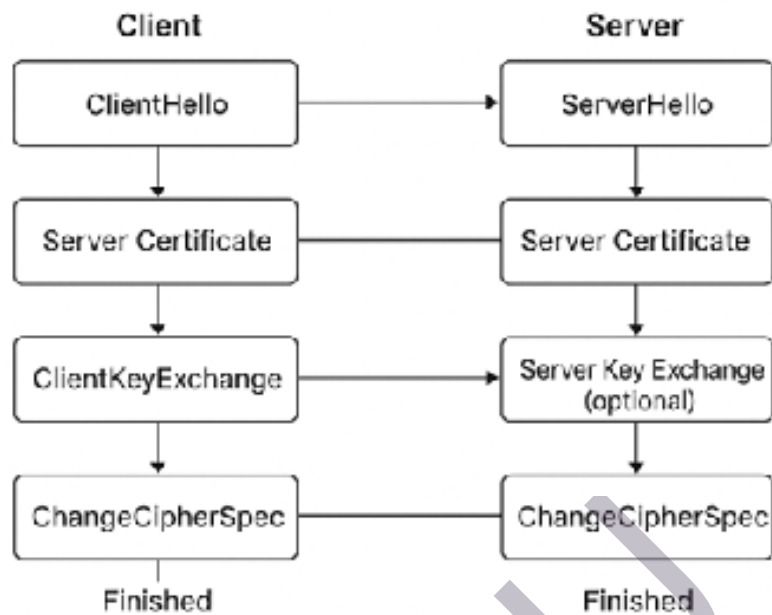 Client Server
ClientHello ServerHello
Server Certificate Server Certificate
ClientKeyExchange Server Key Exchange
(optional)
ChangeCipherSpec ChangeCipherSpec
Finished Finished